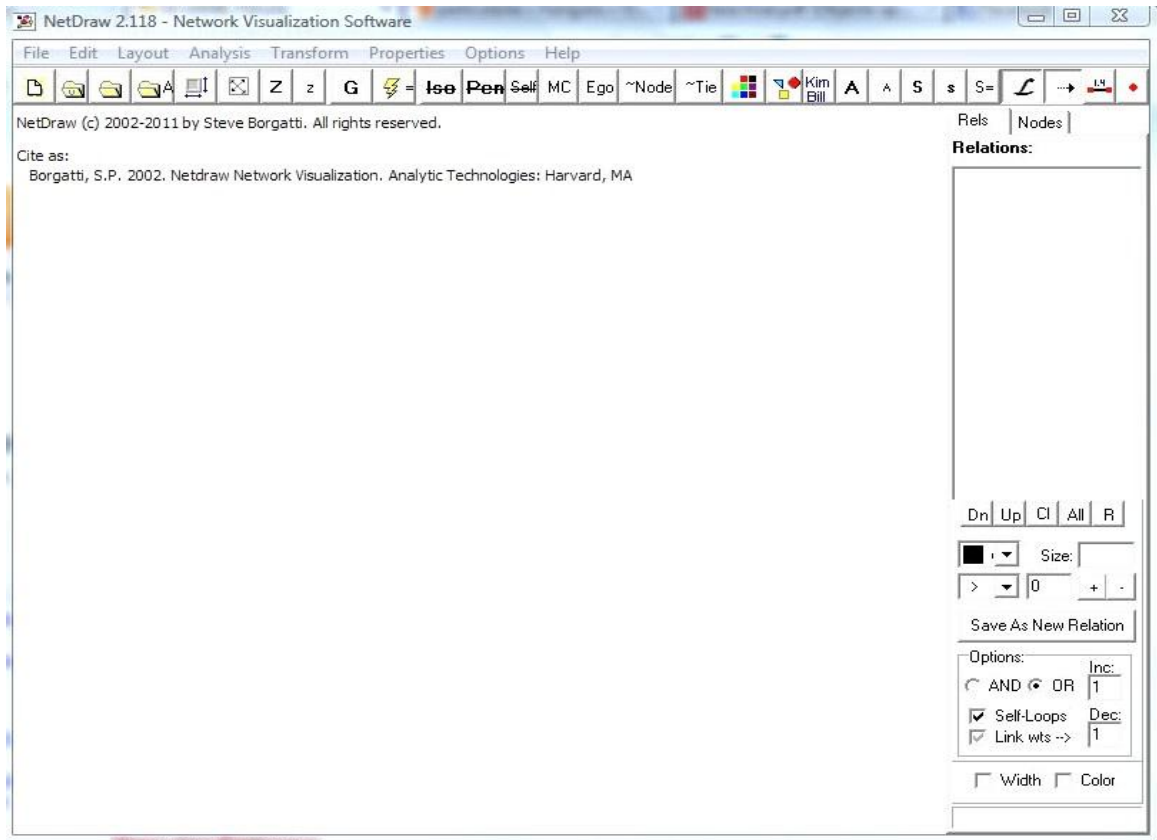 NetDraw 2.118 - Network Visualization Software
File Edit Layout Analysis Transform Properties Options Help
A Z z G = Iso Pen Self MC Ego ~Node ~Tie Kim Bill A A S s S= L 1.4
NetDraw (c) 2002-2011 by Steve Borgatti. All rights reserved.
Cite as:
Borgatti, S.P. 2002. Netdraw Network Visualization. Analytic Technologies: Harvard, MA
Rels Nodes
Relations:
Dn Up Cl All R
Size:
> 0 + -
Save As New Relation
Options:
Inc:
AND OR 1
Self-Loops Dec:
Link wts --> 1
Width Color